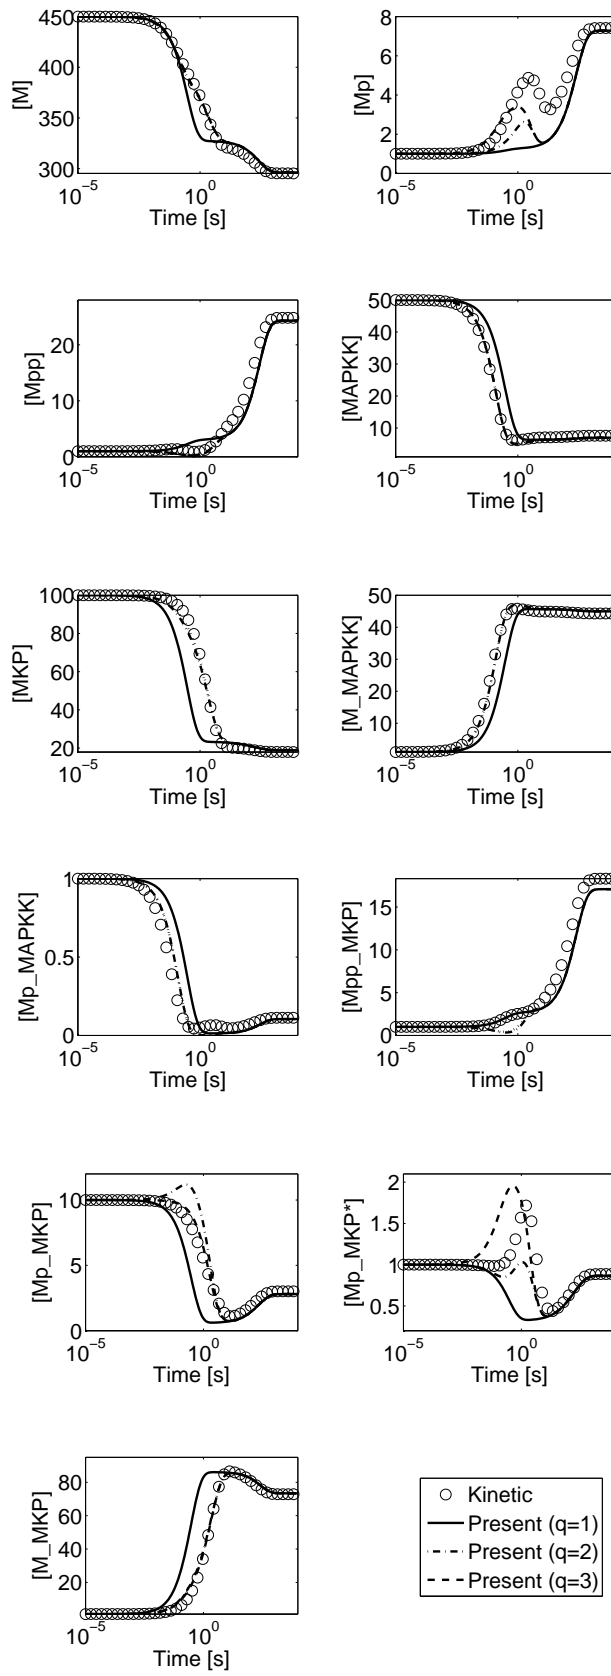 450
400
350
300
[M]
10^-5
10^0
Time [s]
8
6
4
2
0
[Mp]
10^-5
10^0
Time [s]
20
10
0
[Mpp]
10^-5
10^0
Time [s]
50
40
30
20
10
[MAPKK]
10^-5
10^0
Time [s]
100
80
60
40
20
[MKP]
10^-5
10^0
Time [s]
50
40
30
20
10
[M_MAPKK]
10^-5
10^0
Time [s]
1
0.5
0
[Mp_MAPKK]
10^-5
10^0
Time [s]
15
10
5
0
[Mpp_MKP]
10^-5
10^0
Time [s]
10
5
0
[Mp_MKP]
10^-5
10^0
Time [s]
2
1.5
1
0.5
[Mp_MKP*]
10^-5
10^0
Time [s]
80
60
40
20
[M_MKP]
10^-5
10^0
Time [s]
Kinetic
Present (q=1)
Present (q=2)
Present (q=3)